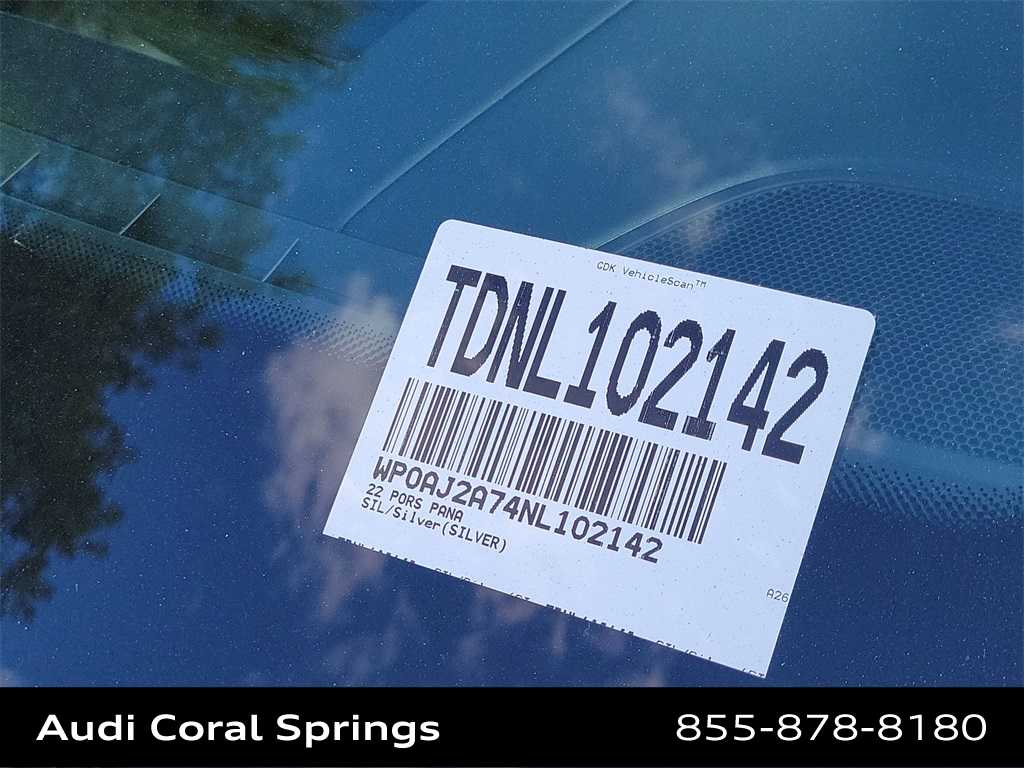 CDK VehicleScan™
TDNL102142
WP0AJ2A74NL102142
22 PORS PANA
SIL/Silver(SILVER)
A26
Audi Coral Springs
855-878-8180